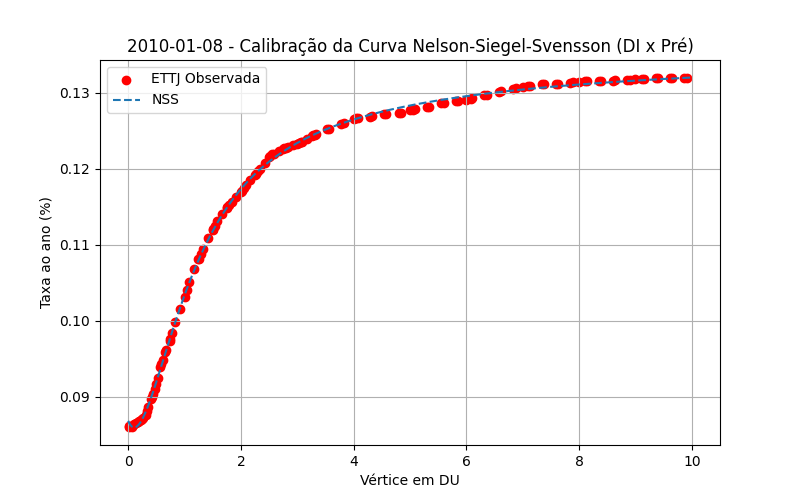 2010-01-08 - Calibração da Curva Nelson-Siegel-Svensson (DI x Pré)
ETTJ Observada
NSS
Taxa ao ano (%)
0.13
0.12
0.11
0.10
0.09
0
2
4
6
8
10
Vértice em DU